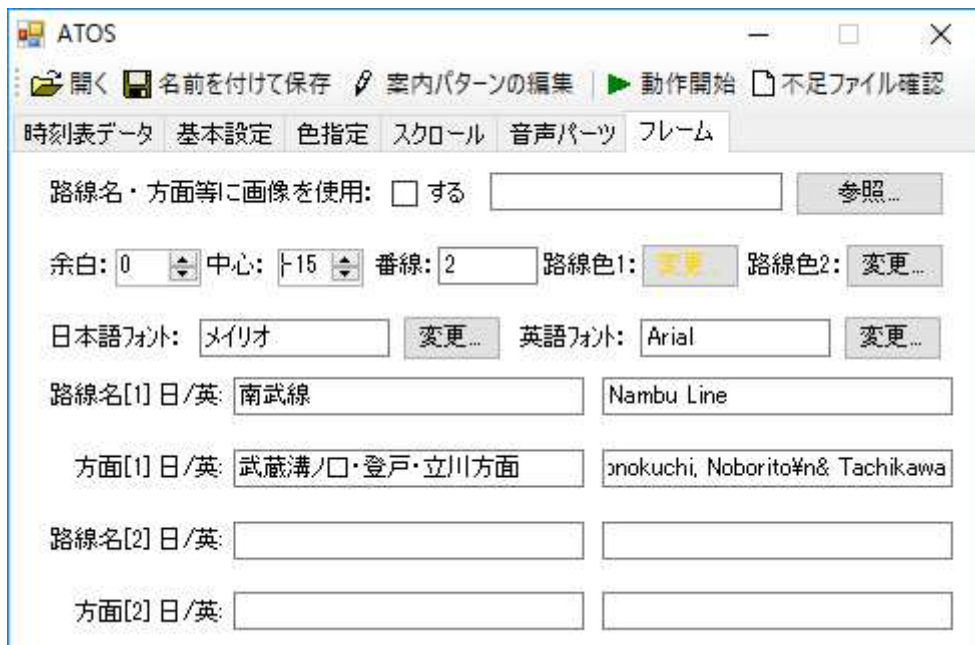 ATOS
開く 名前を付けて保存 案内パターンの編集 動作開始 不足ファイル確認
時刻表データ 基本設定 色指定 スクロール 音声パーツ フレーム
路線名・方面等に画像を使用: する 参照...
余白: 0 中心: -15 番線: 2 路線色1: 変更... 路線色2: 変更...
日本語フォント: メイリオ 変更... 英語フォント: Arial 変更...
路線名[1] 日/英: 南武線 Nambu Line
方面[1] 日/英: 武蔵溝ノ口・登戸・立川方面 onokuchi, Noborito¥n& Tachikawa
路線名[2] 日/英:
方面[2] 日/英: